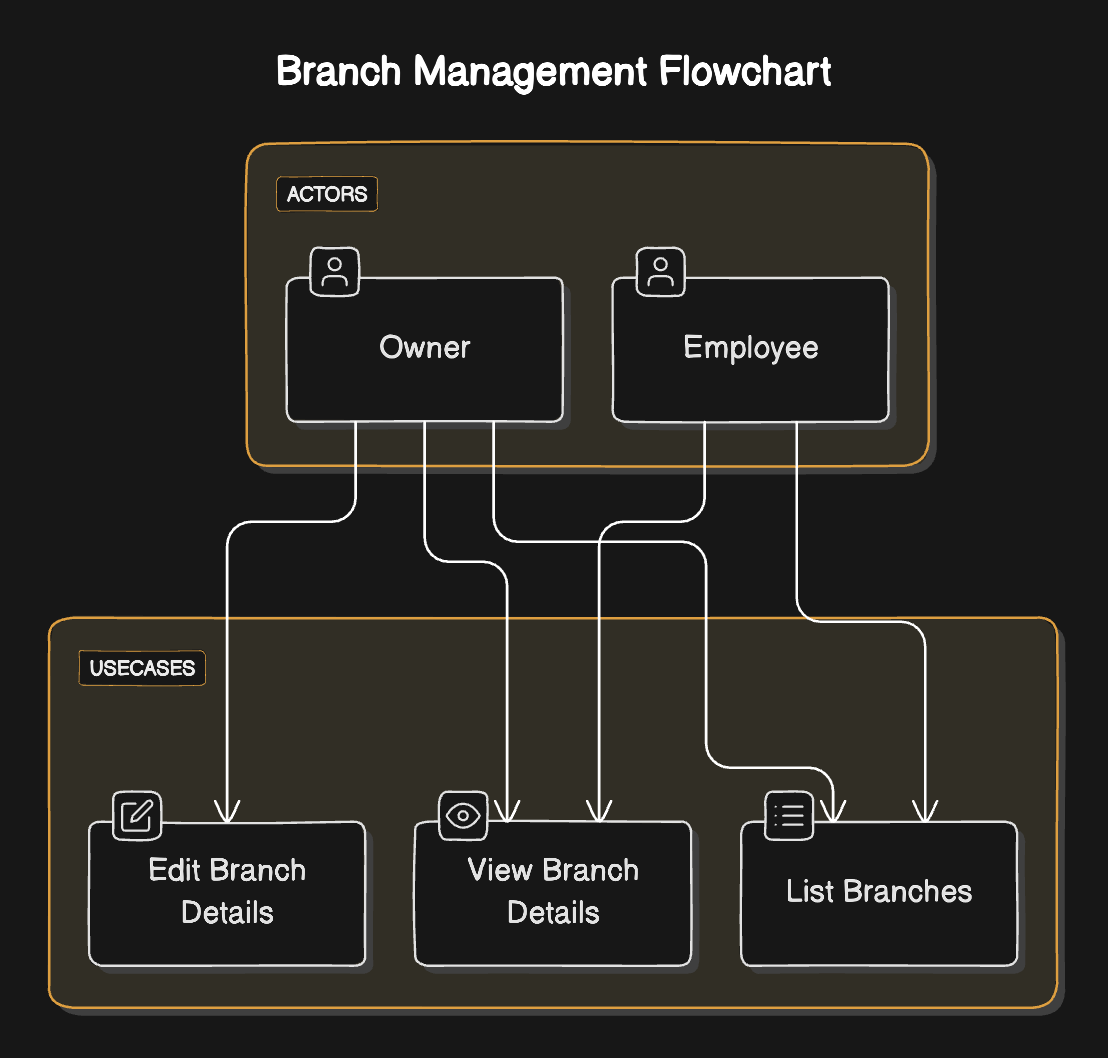 Branch Management Flowchart
ACTORS
Owner
Employee
USECASES
Edit Branch
Details
View Branch
Details
List Branches